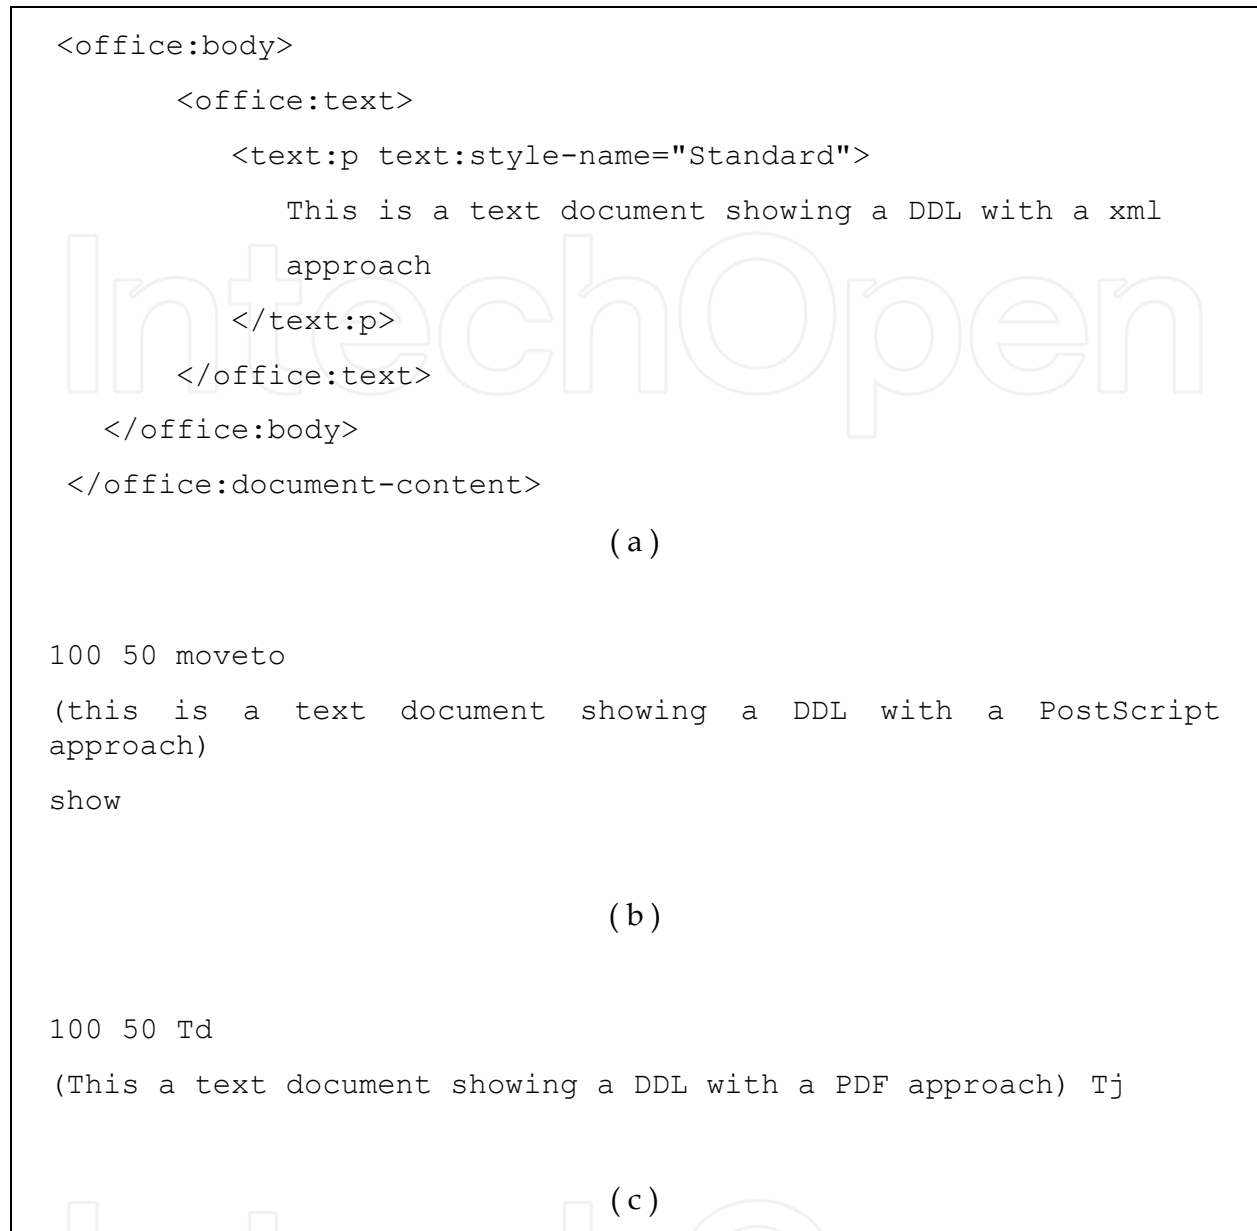 <office:body>
<office:text>
<text:p text:style-name="Standard">
This is a text document showing a DDL with a xml
approach
</text:p>
</office:text>
</office:body>
</office:document-content>
(a)
100 50 moveto
(this is a text document showing a DDL with a PostScript
approach)
show
(b)
100 50 Td
(This a text document showing a DDL with a PDF approach) Tj
(c)
IntechOpen